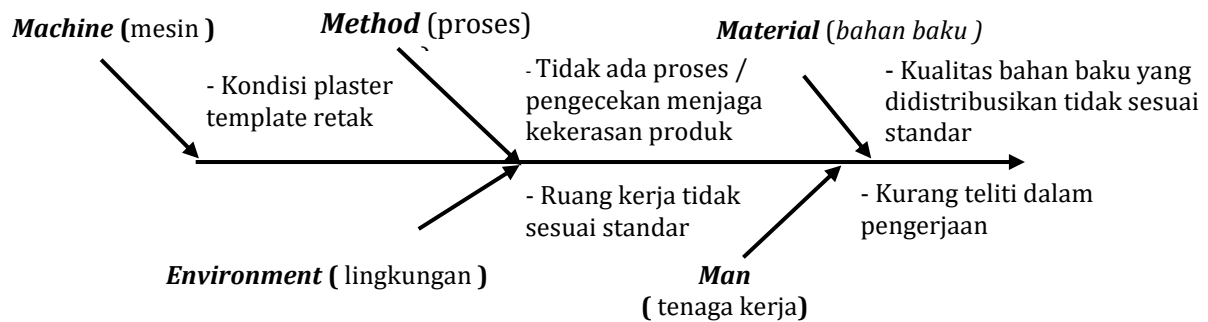 Machine (mesin )
Method (proses)
Material (bahan baku )
- Kondisi plaster
template retak
- Tidak ada proses /
pengecekan menjaga
kekerasan produk
- Kualitas bahan baku yang
didistribusikan tidak sesuai
standar
- Ruang kerja tidak
sesuai standar
- Kurang teliti dalam
pengerjaan
Environment ( lingkungan )
Man
( tenaga kerja)